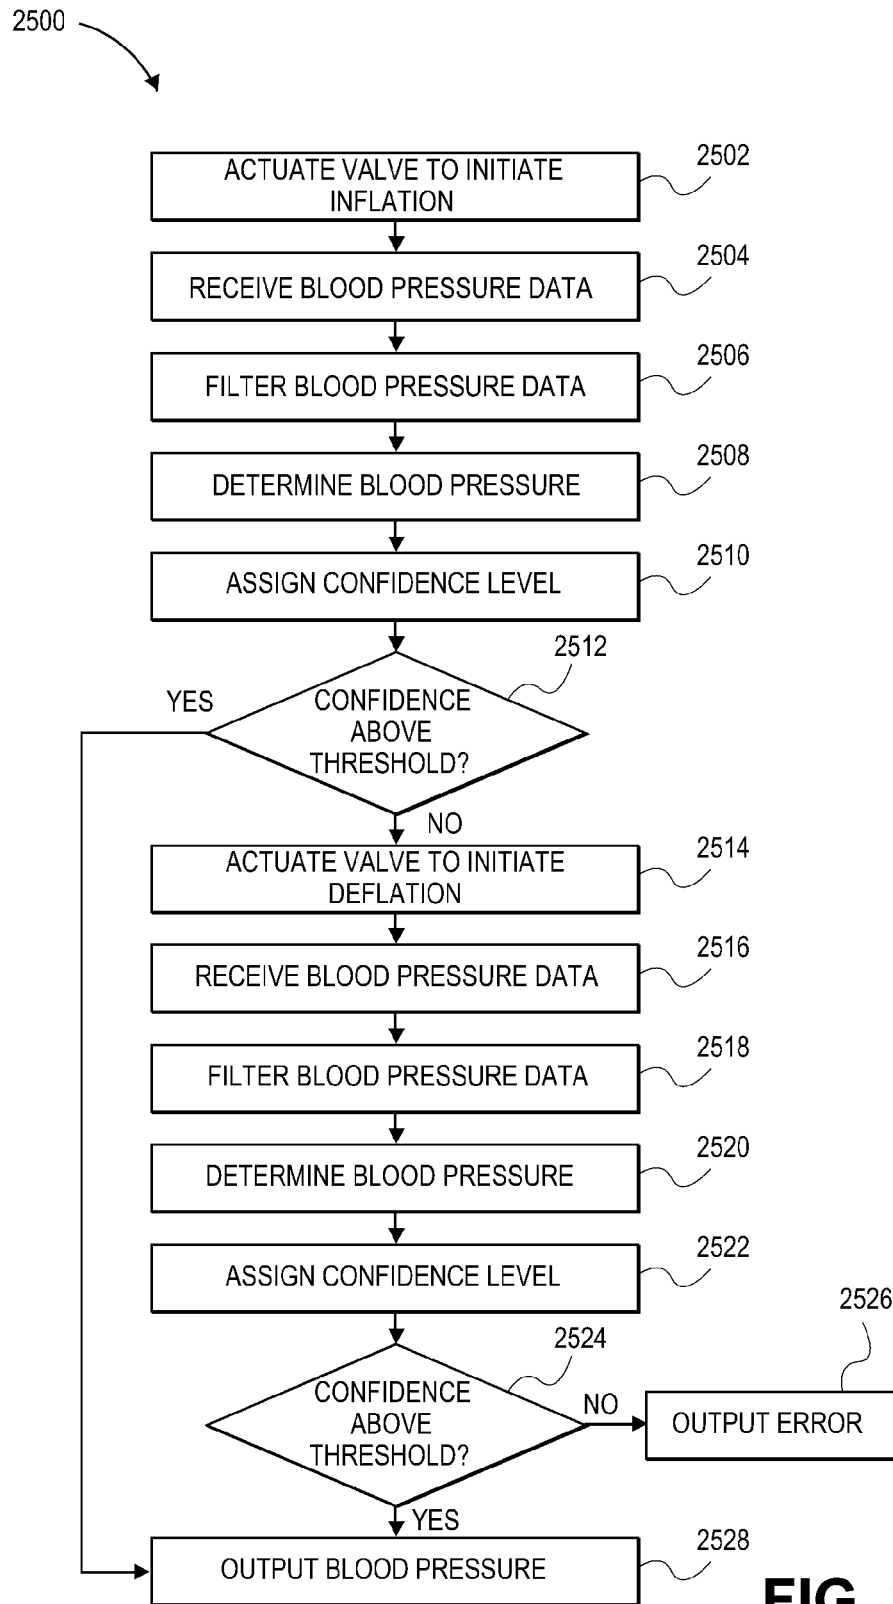 2500
ACTUATE VALVE TO INITIATE
INFLATION
2502
RECEIVE BLOOD PRESSURE DATA
2504
FILTER BLOOD PRESSURE DATA
2506
DETERMINE BLOOD PRESSURE
2508
ASSIGN CONFIDENCE LEVEL
2510
CONFIDENCE
ABOVE
THRESHOLD?
2512
YES
NO
ACTUATE VALVE TO INITIATE
DEFLATION
2514
RECEIVE BLOOD PRESSURE DATA
2516
FILTER BLOOD PRESSURE DATA
2518
DETERMINE BLOOD PRESSURE
2520
ASSIGN CONFIDENCE LEVEL
2522
CONFIDENCE
ABOVE
THRESHOLD?
2524
NO
OUTPUT ERROR
2526
YES
OUTPUT BLOOD PRESSURE
2528
FIG.